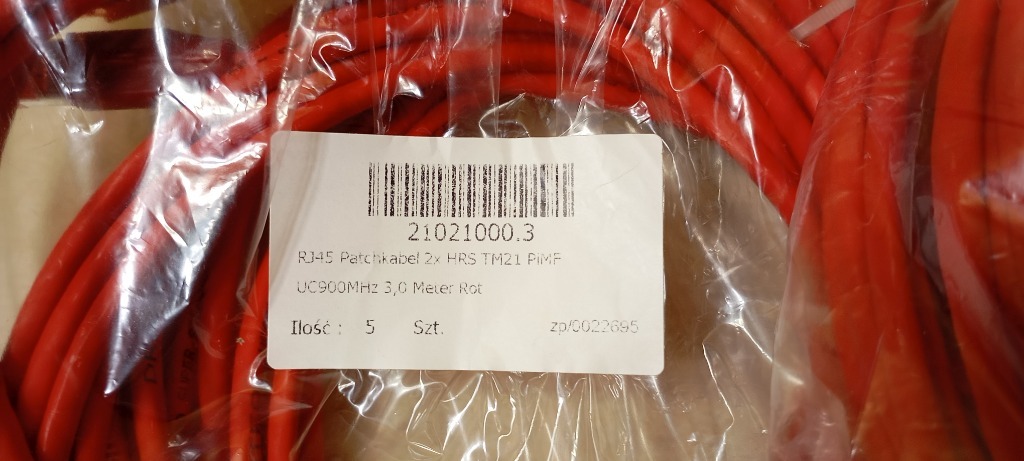 21021000.3
RJ45 Patchkabel 2x HRS TM21 PiMF
UC900MHz 3,0 Meter Rot
Ilość : 5 Szt. zp/0022695